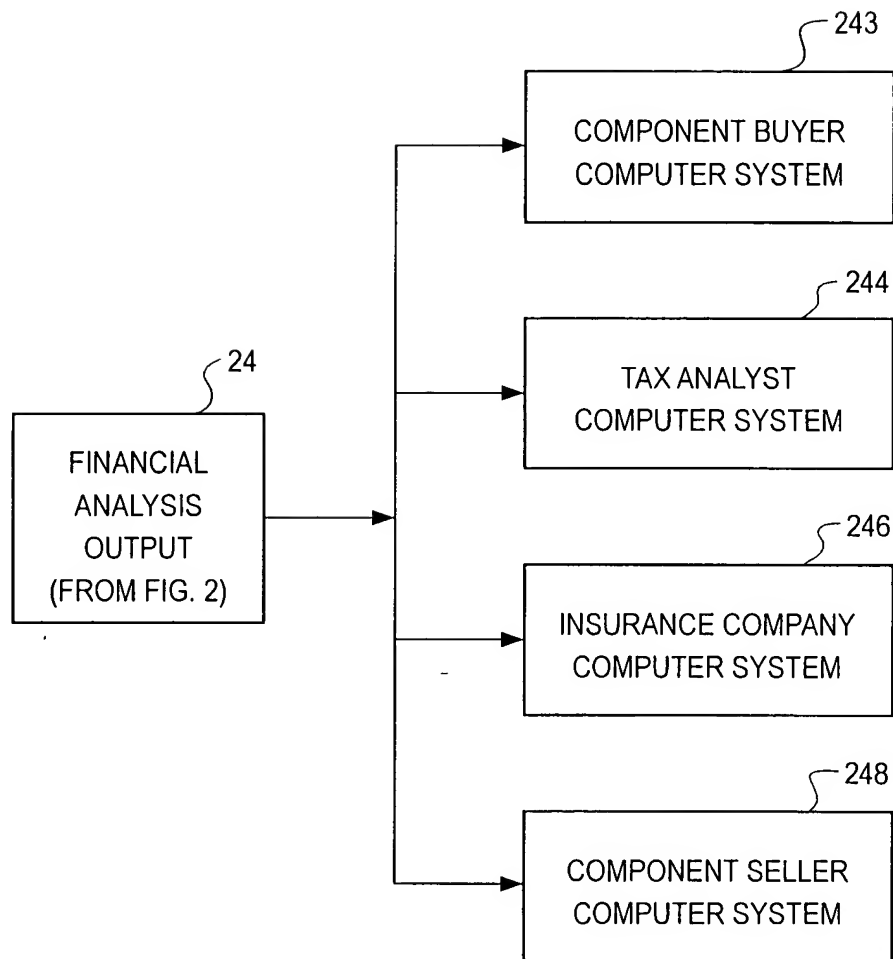 243
COMPONENT BUYER
COMPUTER SYSTEM
244
TAX ANALYST
COMPUTER SYSTEM
24
FINANCIAL
ANALYSIS
OUTPUT
(FROM FIG. 2)
246
INSURANCE COMPANY
COMPUTER SYSTEM
248
COMPONENT SELLER
COMPUTER SYSTEM